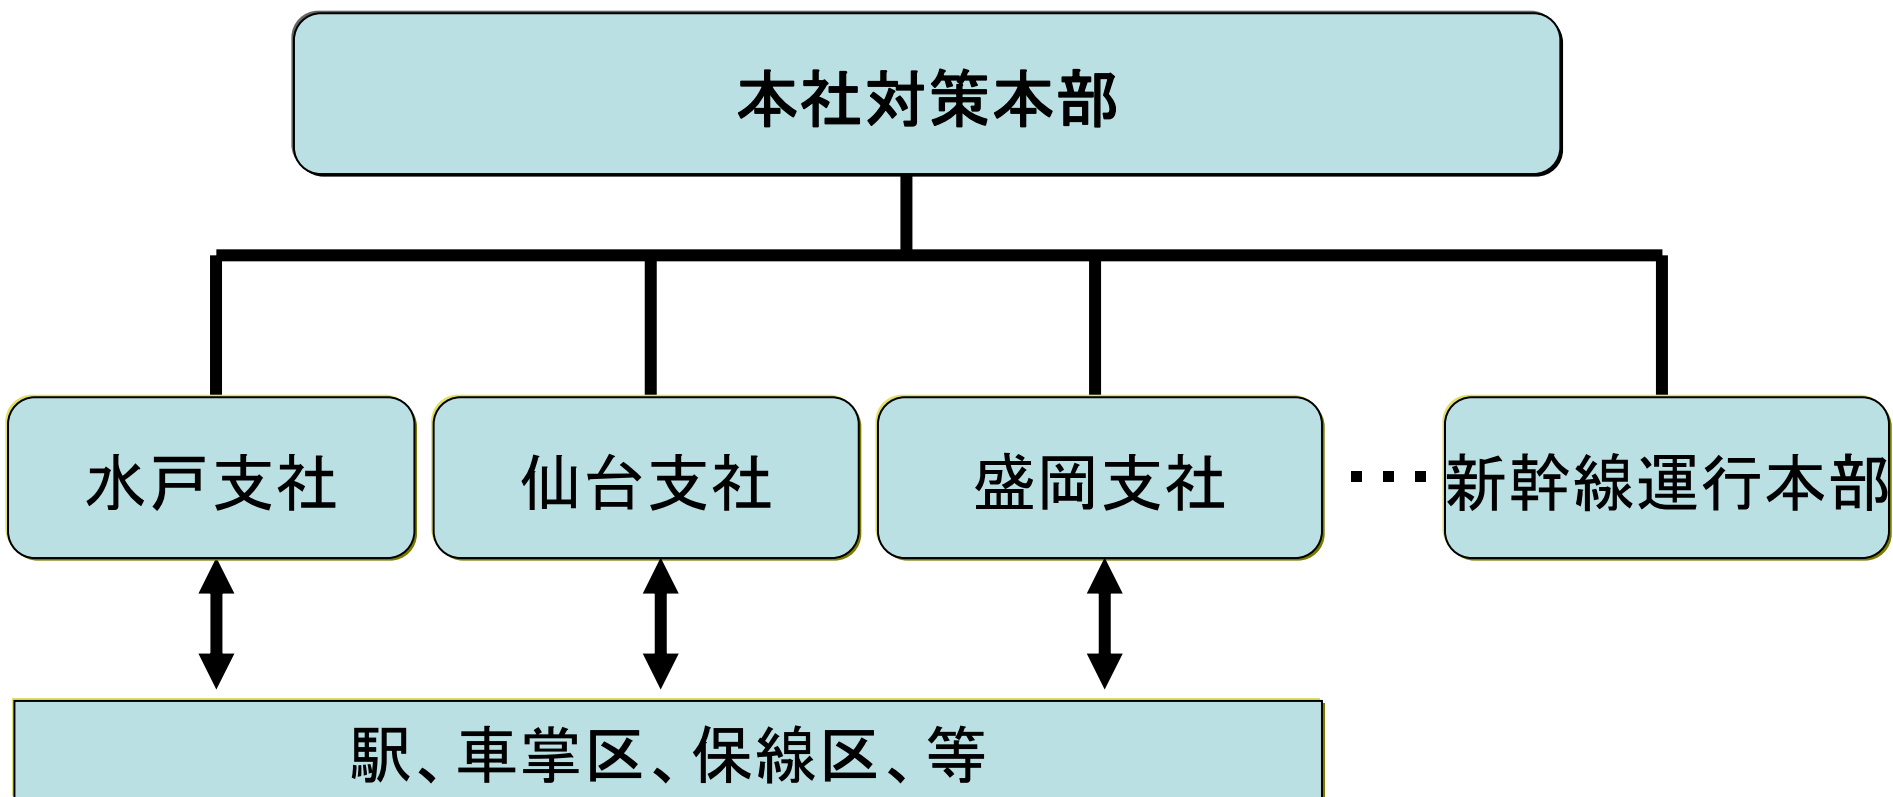 本社対策本部
水戸支社
仙台支社
盛岡支社
・・・
新幹線運行本部
駅、車掌区、保線区、等